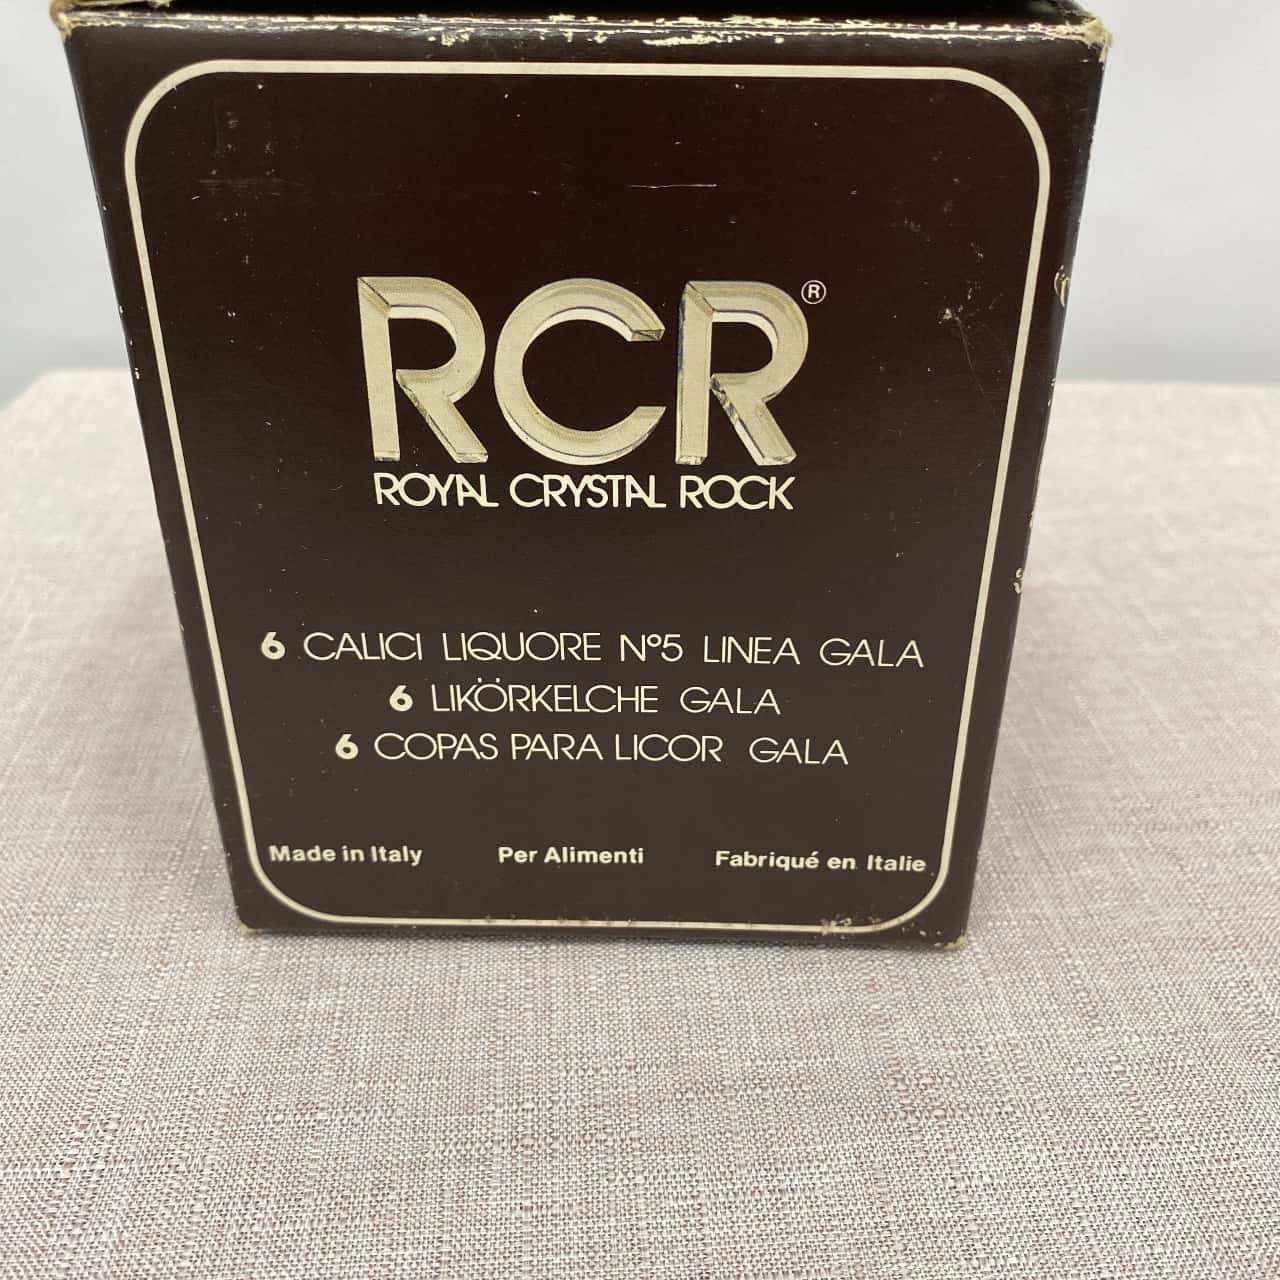 RCR®
ROYAL CRYSTAL ROCK
6 CALICI LIQUORE Nº5 LINEA GALA
6 LIKÖRKELCHE GALA
6 COPAS PARA LICOR GALA
Made in Italy Per Alimenti Fabriqué en Italie